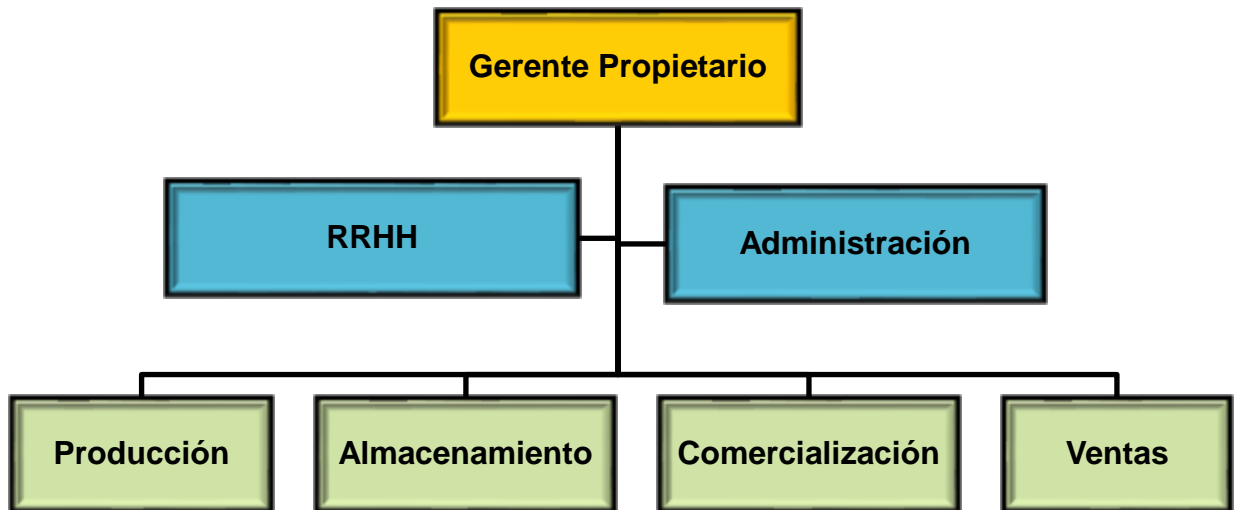 Gerente Propietario
RRHH
Administración
Producción
Almacenamiento
Comercialización
Ventas